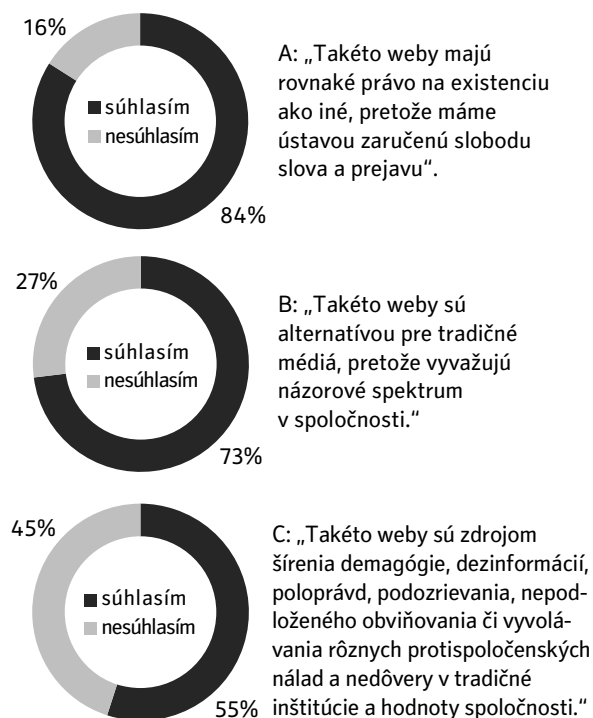 16%
súhlasím
nesúhlasím
84%
A: „Takéto weby majú
rovnaké právo na existenciu
ako iné, pretože máme
ústavou zaručenú slobodu
slova a prejavu“.
27%
súhlasím
nesúhlasím
73%
B: „Takéto weby sú
alternatívou pre tradičné
médiá, pretože vyvažujú
názorové spektrum
v spoločnosti.“
45%
súhlasím
nesúhlasím
55%
C: „Takéto weby sú zdrojom
šírenia demagógie, dezinformácií,
poloprávd, podozrievania, nepod-
loženého obviňovania či vyvolá-
vania rôznych protispoločenských
nálad a nedôvery v tradičné
inštitúcie a hodnoty spoločnosti.“